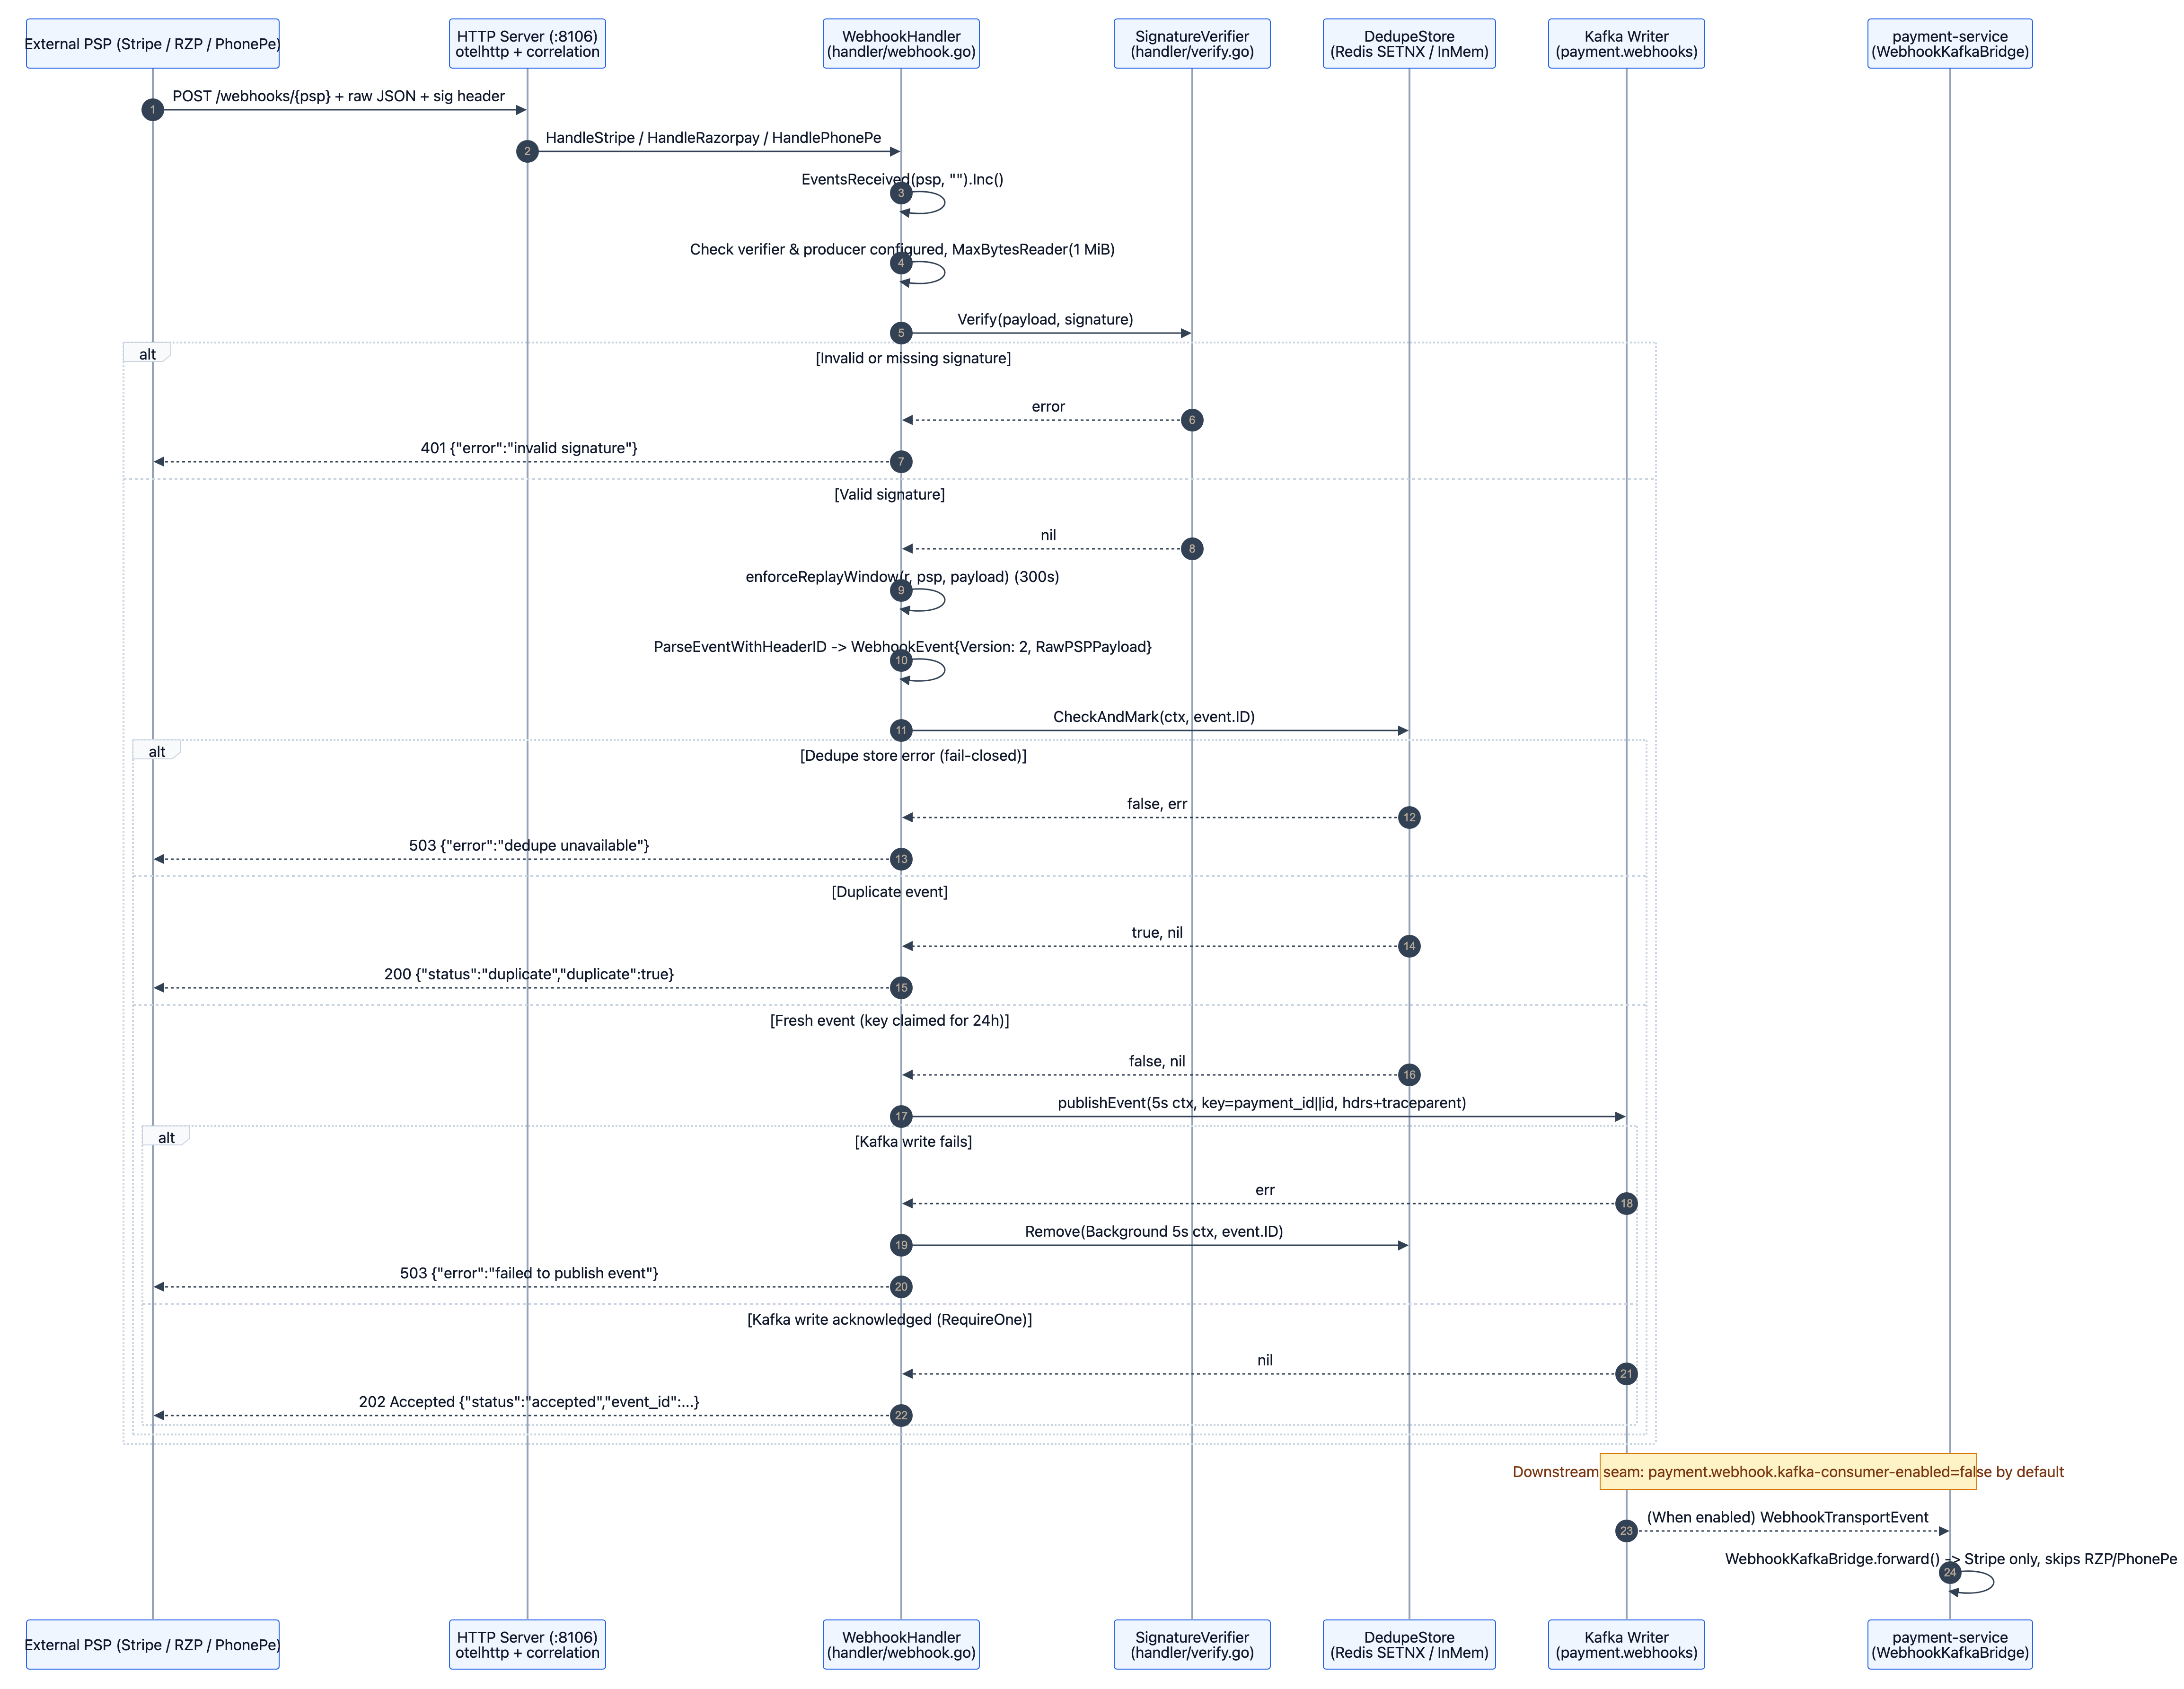 External PSP (Stripe / RZP / PhonePe)
HTTP Server (:8106)
otelhttp + correlation
WebhookHandler
(handler/webhook.go)
SignatureVerifier
(handler/verify.go)
DedupeStore
(Redis SETNX / InMem)
Kafka Writer
(payment.webhooks)
payment-service
(WebhookKafkaBridge)
POST /webhooks/{psp} + raw JSON + sig header
1
HandleStripe / HandleRazorpay / HandlePhonePe
2
EventsReceived(psp, "").Inc()
3
Check verifier & producer configured, MaxBytesReader(1 MiB)
4
Verify(payload, signature)
5
alt
[Invalid or missing signature]
error
6
401 {"error":"invalid signature"}
7
[Valid signature]
nil
8
enforceReplayWindow(r, psp, payload) (300s)
9
ParseEventWithHeaderID -> WebhookEvent{Version: 2, RawPSPPayload}
10
CheckAndMark(ctx, event.ID)
11
alt
[Dedupe store error (fail-closed)]
false, err
12
503 {"error":"dedupe unavailable"}
13
[Duplicate event]
true, nil
14
200 {"status":"duplicate","duplicate":true}
15
[Fresh event (key claimed for 24h)]
false, nil
16
publishEvent(5s ctx, key=payment_id||id, hdrs+traceparent)
17
alt
[Kafka write fails]
err
18
Remove(Background 5s ctx, event.ID)
19
503 {"error":"failed to publish event"}
20
[Kafka write acknowledged (RequireOne)]
nil
21
202 Accepted {"status":"accepted","event_id":...}
22
Downstream seam: payment.webhook.kafka-consumer-enabled=false by default
(When enabled) WebhookTransportEvent
23
WebhookKafkaBridge.forward() -> Stripe only, skips RZP/PhonePe
24
External PSP (Stripe / RZP / PhonePe)
HTTP Server (:8106)
otelhttp + correlation
WebhookHandler
(handler/webhook.go)
SignatureVerifier
(handler/verify.go)
DedupeStore
(Redis SETNX / InMem)
Kafka Writer
(payment.webhooks)
payment-service
(WebhookKafkaBridge)